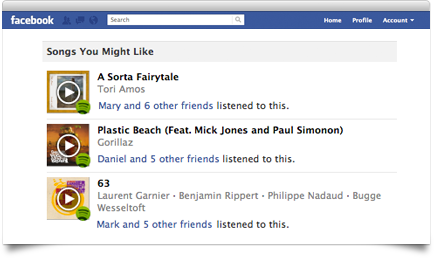 facebook Search Home Profile Account
Songs You Might Like
A Sorta Fairytale
Tori Amos
Mary and 6 other friends listened to this.
Plastic Beach (Feat. Mick Jones and Paul Simonon)
Gorillaz
Daniel and 5 other friends listened to this.
63
Laurent Garnier · Benjamin Rippert · Philippe Nadaud · Bugge
Wesseltoft
Mark and 5 other friends listened to this.